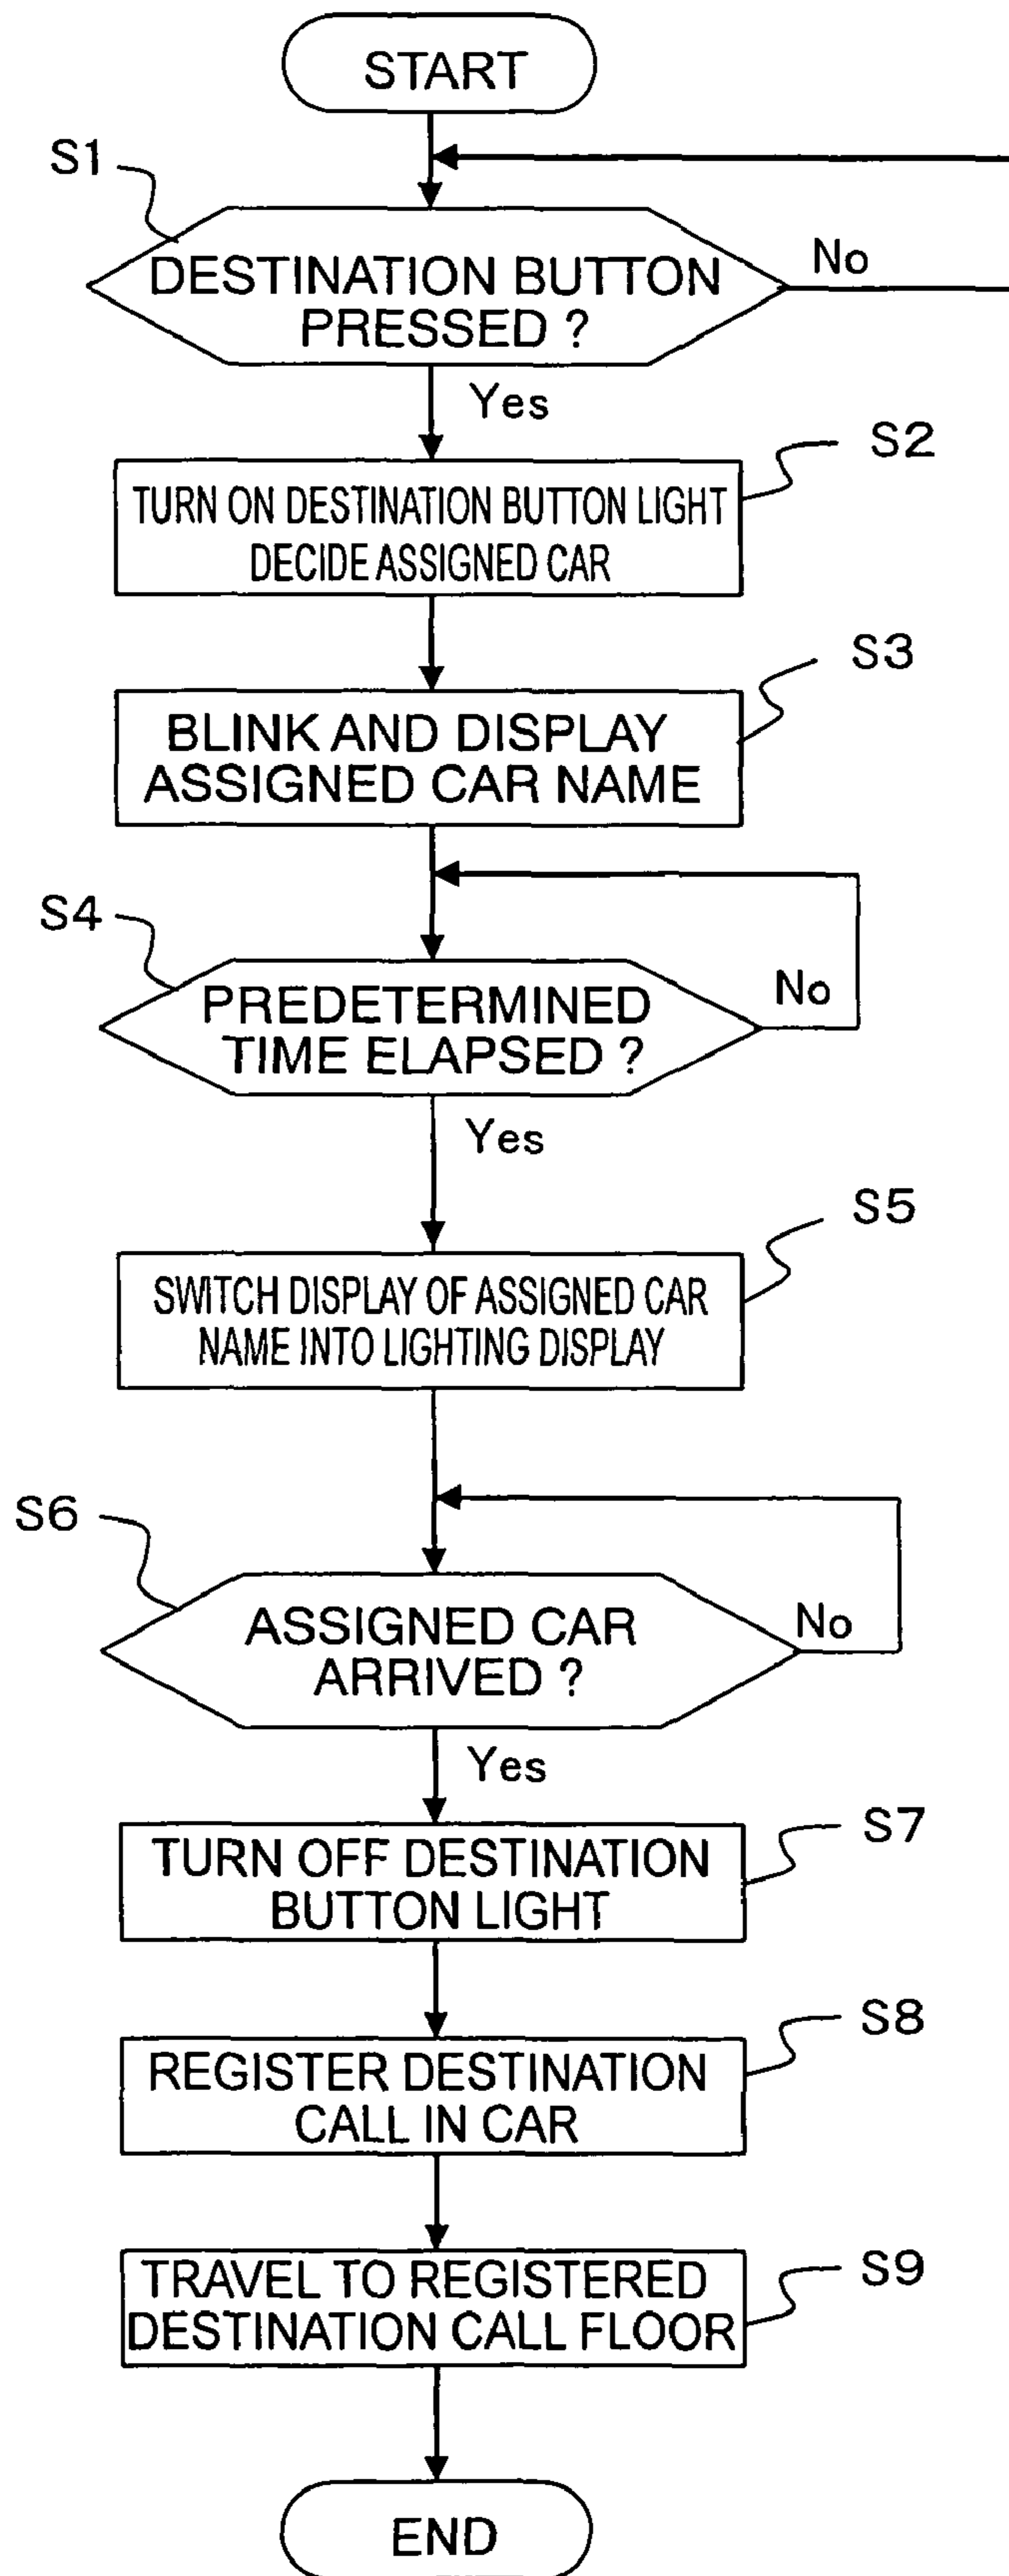 START
S1
DESTINATION BUTTON
PRESSED ?
No
Yes
S2
TURN ON DESTINATION BUTTON LIGHT
DECIDE ASSIGNED CAR
S3
BLINK AND DISPLAY
ASSIGNED CAR NAME
S4
PREDETERMINED
TIME ELAPSED ?
No
Yes
S5
SWITCH DISPLAY OF ASSIGNED CAR
NAME INTO LIGHTING DISPLAY
S6
ASSIGNED CAR
ARRIVED ?
No
Yes
S7
TURN OFF DESTINATION
BUTTON LIGHT
S8
REGISTER DESTINATION
CALL IN CAR
S9
TRAVEL TO REGISTERED
DESTINATION CALL FLOOR
END